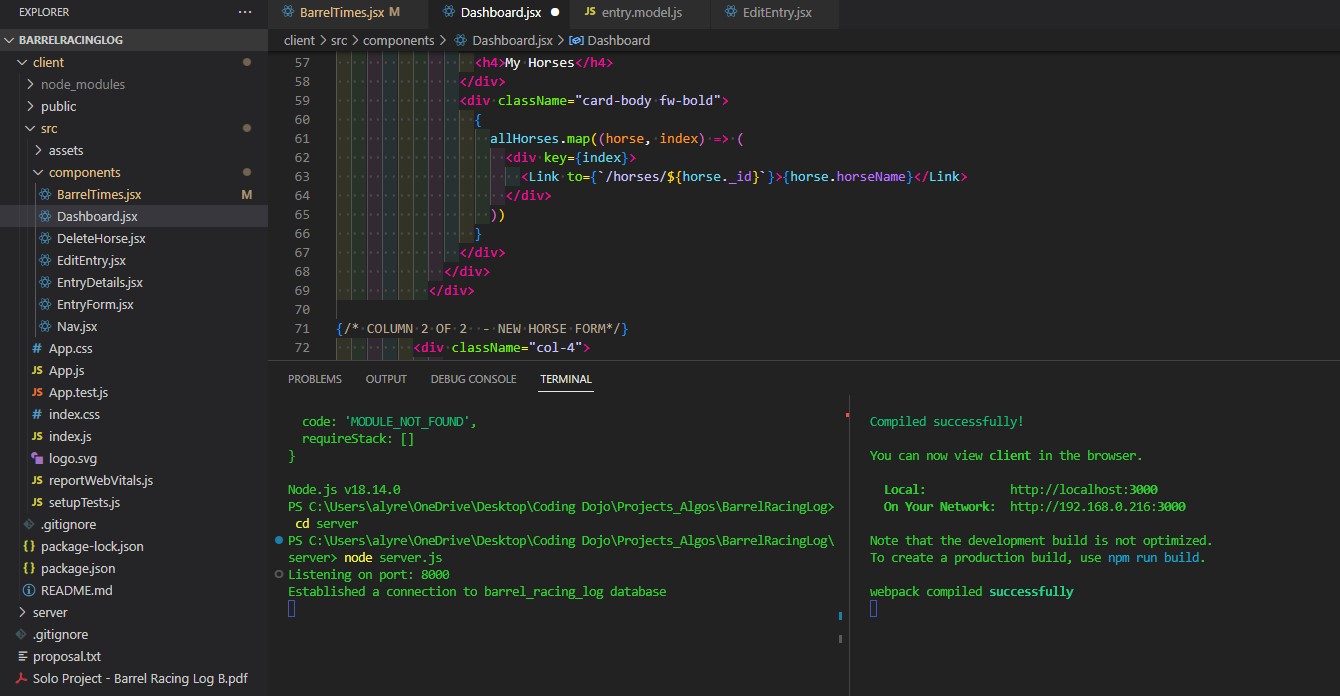 EXPLORER
BARRELRACINGLOG
client
node_modules
public
src
assets
components
BarrelTimes.jsx M
Dashboard.jsx
DeleteHorse.jsx
EditEntry.jsx
EntryDetails.jsx
EntryForm.jsx
Nav.jsx
# App.css
JS App.js
JS App.test.js
# index.css
JS index.js
logo.svg
JS reportWebVitals.js
JS setupTests.js
.gitignore
{} package-lock.json
{} package.json
README.md
server
.gitignore
proposal.txt
Solo Project - Barrel Racing Log B.pdf
BarrelTimes.jsx M
Dashboard.jsx
JS entry.model.js
EditEntry.jsx
client > src > components > Dashboard.jsx > Dashboard
57 <h4>My Horses</h4>
58 </div>
59 <div className="card-body fw-bold">
60 {
61 allHorses.map((horse, index) => (
62 <div key={index}>
63 <Link to={`/horses/${horse._id}`}>{horse.horseName}</Link>
64 </div>
65 ))
66 }
67 </div>
68 </div>
69 </div>
70
71 {/* COLUMN 2 OF 2 - NEW HORSE FORM*/}
72 <div className="col-4">
PROBLEMS OUTPUT DEBUG CONSOLE TERMINAL
code: 'MODULE_NOT_FOUND',
requireStack: []
}
Node.js v18.14.0
PS C:\Users\alyre\OneDrive\Desktop\Coding Dojo\Projects_Algos\BarrelRacingLog>
cd server
PS C:\Users\alyre\OneDrive\Desktop\Coding Dojo\Projects_Algos\BarrelRacingLog\
server> node server.js
Listening on port: 8000
Established a connection to barrel_racing_log database
Compiled successfully!
You can now view client in the browser.
Local: http://localhost:3000
On Your Network: http://192.168.0.216:3000
Note that the development build is not optimized.
To create a production build, use npm run build.
webpack compiled successfully